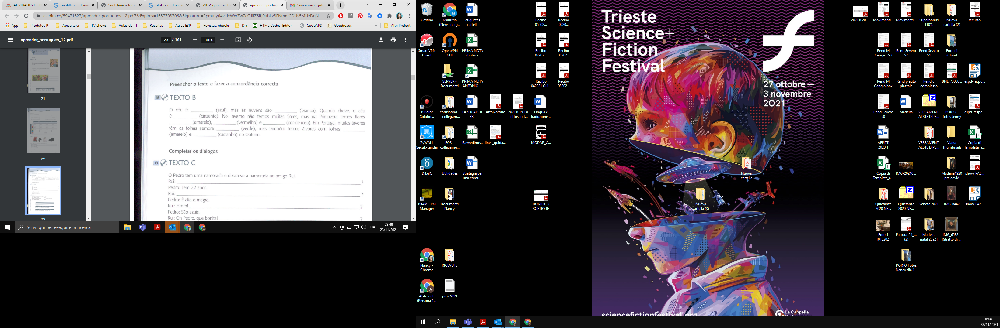 ATIVIDADES DE P
Santillana retoma
Santillana retoma
StuDocu - Free su
2012_quarepe_ta
aprender_portug
Saia à rua e grite
e.edim.co/59471627/aprender_portugues_12.pdf?&Expires=1637708706&Signature=PpmuJyti4v1IxWxrZw7eOJiiZ6Rj0ubkv8FNmmCDUs5MUxDgN...
App
Produtos PT
Apicultura
TV shows
Aulas de PT
Receitas
Aulas ESP
Revistas, ebooks
DIY
HTML Codes, Editor...
CoGeAPS
Goodreads
»
Altri Preferiti
aprender_portugues_12.pdf
23 / 161
100%
21
22
23
Preencher o texto e fazer a concordância correcta
12 TEXTO B
O céu é ________ (azul), mas as nuvens são ________ (branco). Quando chove, o céu
é ________ (cinzento). No Inverno não temos muitas flores, mas na Primavera temos flores
________ (amarelo), ________ (vermelho) e ________ (cor-de-rosa). Em Portugal, muitas árvores
têm as folhas sempre ________ (verde), mas também temos árvores com folhas ________
(amarelo) e ________ (castanho) no Outono.
Completar os diálogos
13 TEXTO C
O Pedro tem uma namorada e descreve a namorada ao amigo Rui.
Rui: ________?
Pedro: Tem 22 anos.
Rui: ________?
Pedro: É alta e magra.
Rui: Hmm! ________?
Pedro: São azuis.
Rui: Oh Pedro, que bonita! ________?
Scrivi qui per eseguire la ricerca
ITA
09:48
23/11/2021
Cestino
Maurizio
(New energ...
etiquetas
cartelle
Recibo
05202...
Recibo
0920...
Smart VPN
Client
OpenVPN
GUI
PRIMA NOTA
ilhofisco
Recibo
07202...
Recibo
06202...
SERVER -
Documenti
PRIMA NOTA
ANTONIO ...
Recibo
042021 Gui...
Recibo
08202...
B.Point
Solutio...
corrispond...
- collegam...
FAZER ALSTE
SRL
AttoNotorio
20211019_La
sottoscritt...
Lingua e
Traduzione ...
ZyWALL
SecuExtender
EOS -
collegame...
Ravvedime...
linee_guida...
MODAP_C...
DikeIC
Utilidades
Strategie per
una comu...
Bit4id - PKI
Manager
Documenti
Nancy
BONIFICO
SOFTBYTE
Nancy -
Chrome
RICEVUTE
Alste s.r.l.
(Persona 1...
pass VPN
Trieste
Science+
Fiction
Festival
27 ottobre —
3 novembre
2021
Nuova
cartella
Nuova
cartella (3)
sciencefictionfestival.org
La Cappella
Underground
20211020_...
Movimenti...
Movimenti...
Superbonus
110%
Nuova
cartella (2)
recurso
Rend M
Cengio 2-3
Rend Severo
52
Rend Severo
54
Foto di
iCloud
Rend M
Cengio box
Rend p auto
piazzale
Rendic
complesso
BNL_73000...
espd-respo...
Rend Severo
50
Madeira
VERSAMENTI
ALSTE DIPE...
PORTO -
fotos Jenny
espd-respo...
AFFITTI
2020.1
VERSAMENTI
ALSTE DIPE...
Viana
Thumbnails
Copia di
Template_a...
Copia di
Template_a...
IMG-20210...
Madeira1920
pre covid
show_PAS...
Quietanze
2020 NE...
Quietanze
2020 NE...
Veneza 2021
IMG_6442
show_PAS...
Foto 1
10102021
Fattura-24_...
(2)
Madeira
natal 20a21
IMG_6582 -
Ritratto di ...
PORTO Fotos
Nancy dia 1...
09:48
23/11/2021